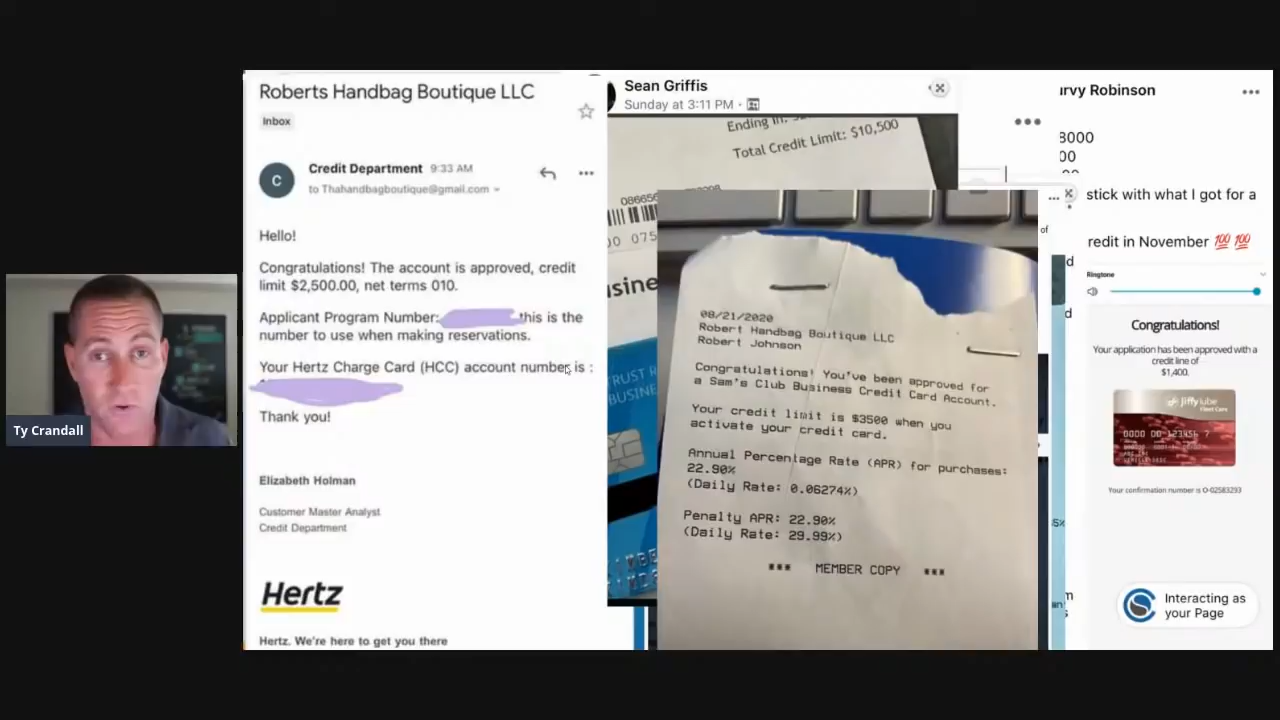 Ty Crandall
Roberts Handbag Boutique LLC
Inbox
C
Credit Department 9:33 AM
to Thahandbagboutique@gmail.com
Hello!
Congratulations! The account is approved, credit
limit $2,500.00, net terms 010.
Applicant Program Number: this is the
number to use when making reservations.
Your Hertz Charge Card (HCC) account number is :
Thank you!
Elizabeth Holman
Customer Master Analyst
Credit Department
Hertz
Hertz. We're here to get you there
Sean Griffis
Sunday at 3:11 PM ·
Ending In:
Total Credit Limit: $10,500
TRUST
BUSINE
08/21/2020
Robert Handbag Boutique LLC
Robert Johnson
Congratulations! You've been approved for
a Sam's Club Business Credit Card Account.
Your credit limit is $3500 when you
activate your credit card.
Annual Percentage Rate (APR) for purchases:
22.90%
(Daily Rate: 0.06274%)
Penalty APR: 22.90%
(Daily Rate: 29.99%)
*** MEMBER COPY ***
of
urvy Robinson
8000
00
stick with what I got for a
redit in November 💯 💯
Ringtone
Congratulations!
Your application has been approved with a
credit line of
$1,400.
Jiffy lube
Fleet Care
Your confirmation number is O-02583293
Interacting as
your Page